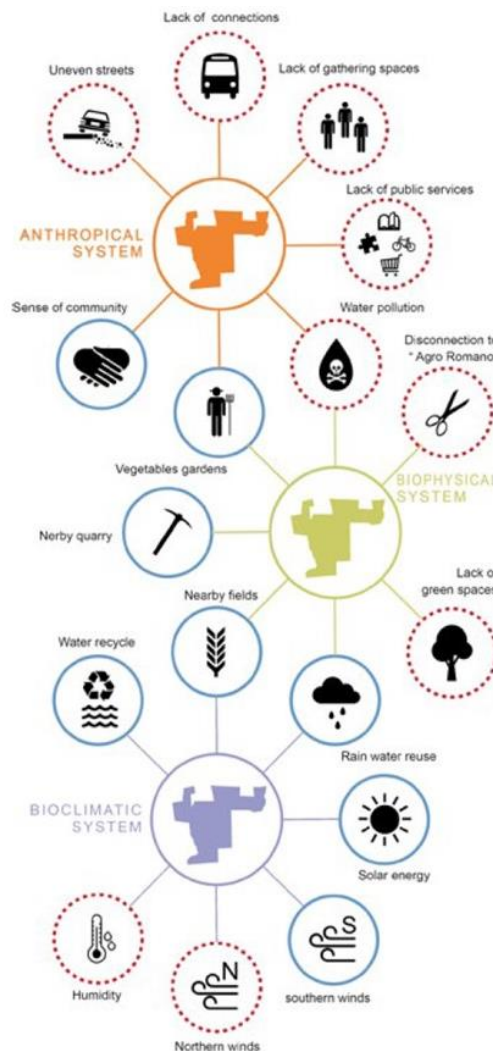 Lack of connections
Uneven streets
Lack of gathering spaces
Lack of public services
ANTHROPICAL
SYSTEM
Sense of community
Water pollution
Disconnection to
" Agro Romano
Vegetables gardens
BIOPHYSICAL
SYSTEM
Nerby quarry
Nearby fields
Lack o
green spaces
Water recycle
Rain water reuse
BIOCLIMATIC
SYSTEM
Solar energy
S
southern winds
Humidity
N
Northern winds